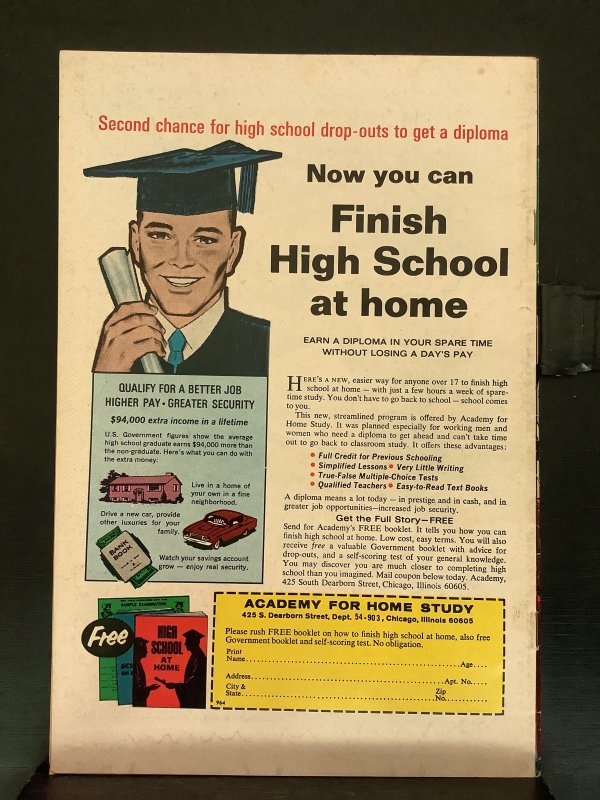 Second chance for high school drop-outs to get a diploma
Now you can
Finish
High School
at home
EARN A DIPLOMA IN YOUR SPARE TIME
WITHOUT LOSING A DAY'S PAY
QUALIFY FOR A BETTER JOB
HIGHER PAY • GREATER SECURITY
$94,000 extra income in a lifetime
U.S. Government figures show the average
high school graduate earns $94,000 more than
the non-graduate. Here's what you can do with
the extra money:
Live in a home of
your own in a fine
neighborhood.
Drive a new car, provide
other luxuries for your
family.
BANK
BOOK
Watch your savings account
grow — enjoy real security.
HERE'S A NEW, easier way for anyone over 17 to finish high
school at home — with just a few hours a week of spare-
time study. You don't have to go back to school — school comes
to you.
This new, streamlined program is offered by Academy for
Home Study. It was planned especially for working men and
women who need a diploma to get ahead and can't take time
out to go back to classroom study. It offers these advantages:
• Full Credit for Previous Schooling
• Simplified Lessons • Very Little Writing
• True-False Multiple-Choice Tests
• Qualified Teachers • Easy-to-Read Text Books
A diploma means a lot today — in prestige and in cash, and in
greater job opportunities—increased job security.
Get the Full Story—FREE
Send for Academy's FREE booklet. It tells you how you can
finish high school at home. Low cost, easy terms. You will also
receive free a valuable Government booklet with advice for
drop-outs, and a self-scoring test of your general knowledge.
You may discover you are much closer to completing high
school than you imagined. Mail coupon below today. Academy,
425 South Dearborn Street, Chicago, Illinois 60605.
Free
SAMPLE EXAMINATION
HIGH
SCHOOL
AT
HOME
ACADEMY FOR HOME STUDY
425 S. Dearborn Street, Dept. 54-903, Chicago, Illinois 60605
Please rush FREE booklet on how to finish high school at home, also free
Government booklet and self-scoring test. No obligation.
Print
Name Age
Address Apt. No.
City & Zip
State No.
964